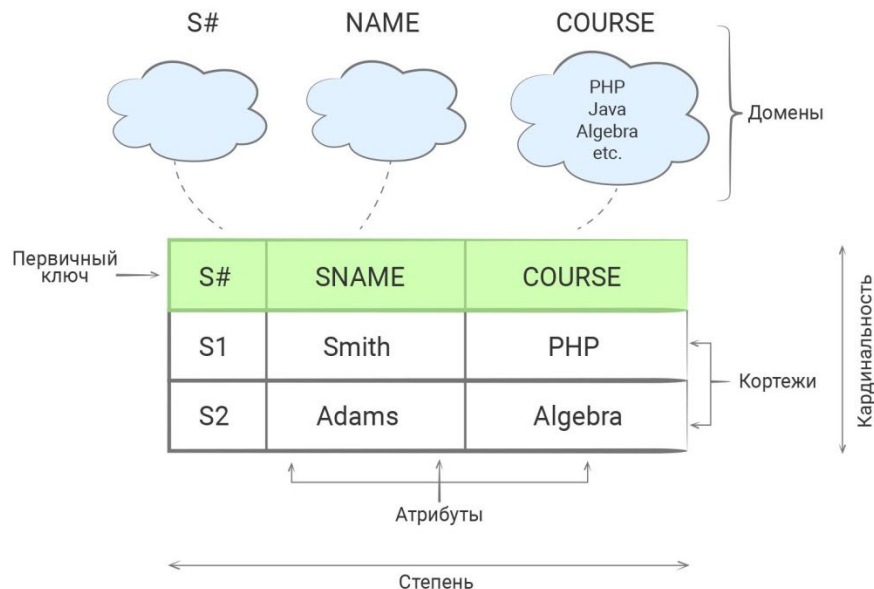 S# NAME COURSE
PHP
Java
Algebra
etc.
Домены
Первичный
ключ
S# SNAME COURSE
S1 Smith PHP
S2 Adams Algebra
Кортежи
Кардинальность
Атрибуты
Степень